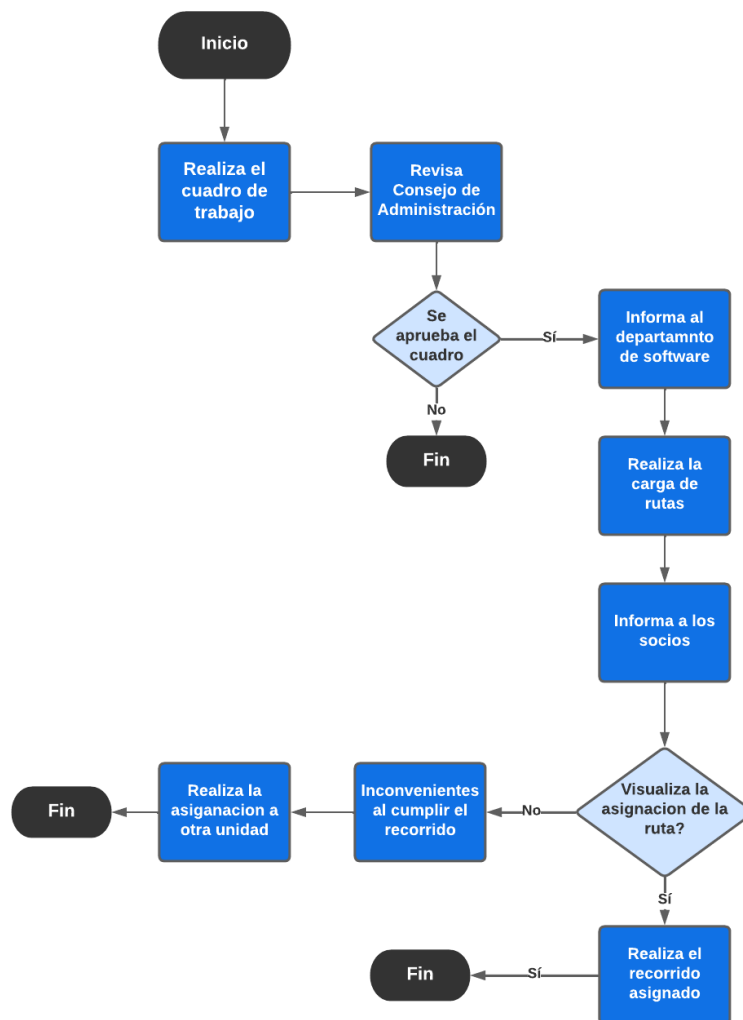 Inicio
Realiza el
cuadro de
trabajo
Revisa
Consejo de
Administración
Se
aprueba el
cuadro
Sí
Informa al
departamnto
de software
No
Fin
Realiza la
carga de
rutas
Informa a los
socios
Visualiza la
asignacion de la
ruta?
No
Inconvenientes
al cumplir el
recorrido
Realiza la
asiganacion a
otra unidad
Fin
Sí
Realiza el
recorrido
asignado
Sí
Fin